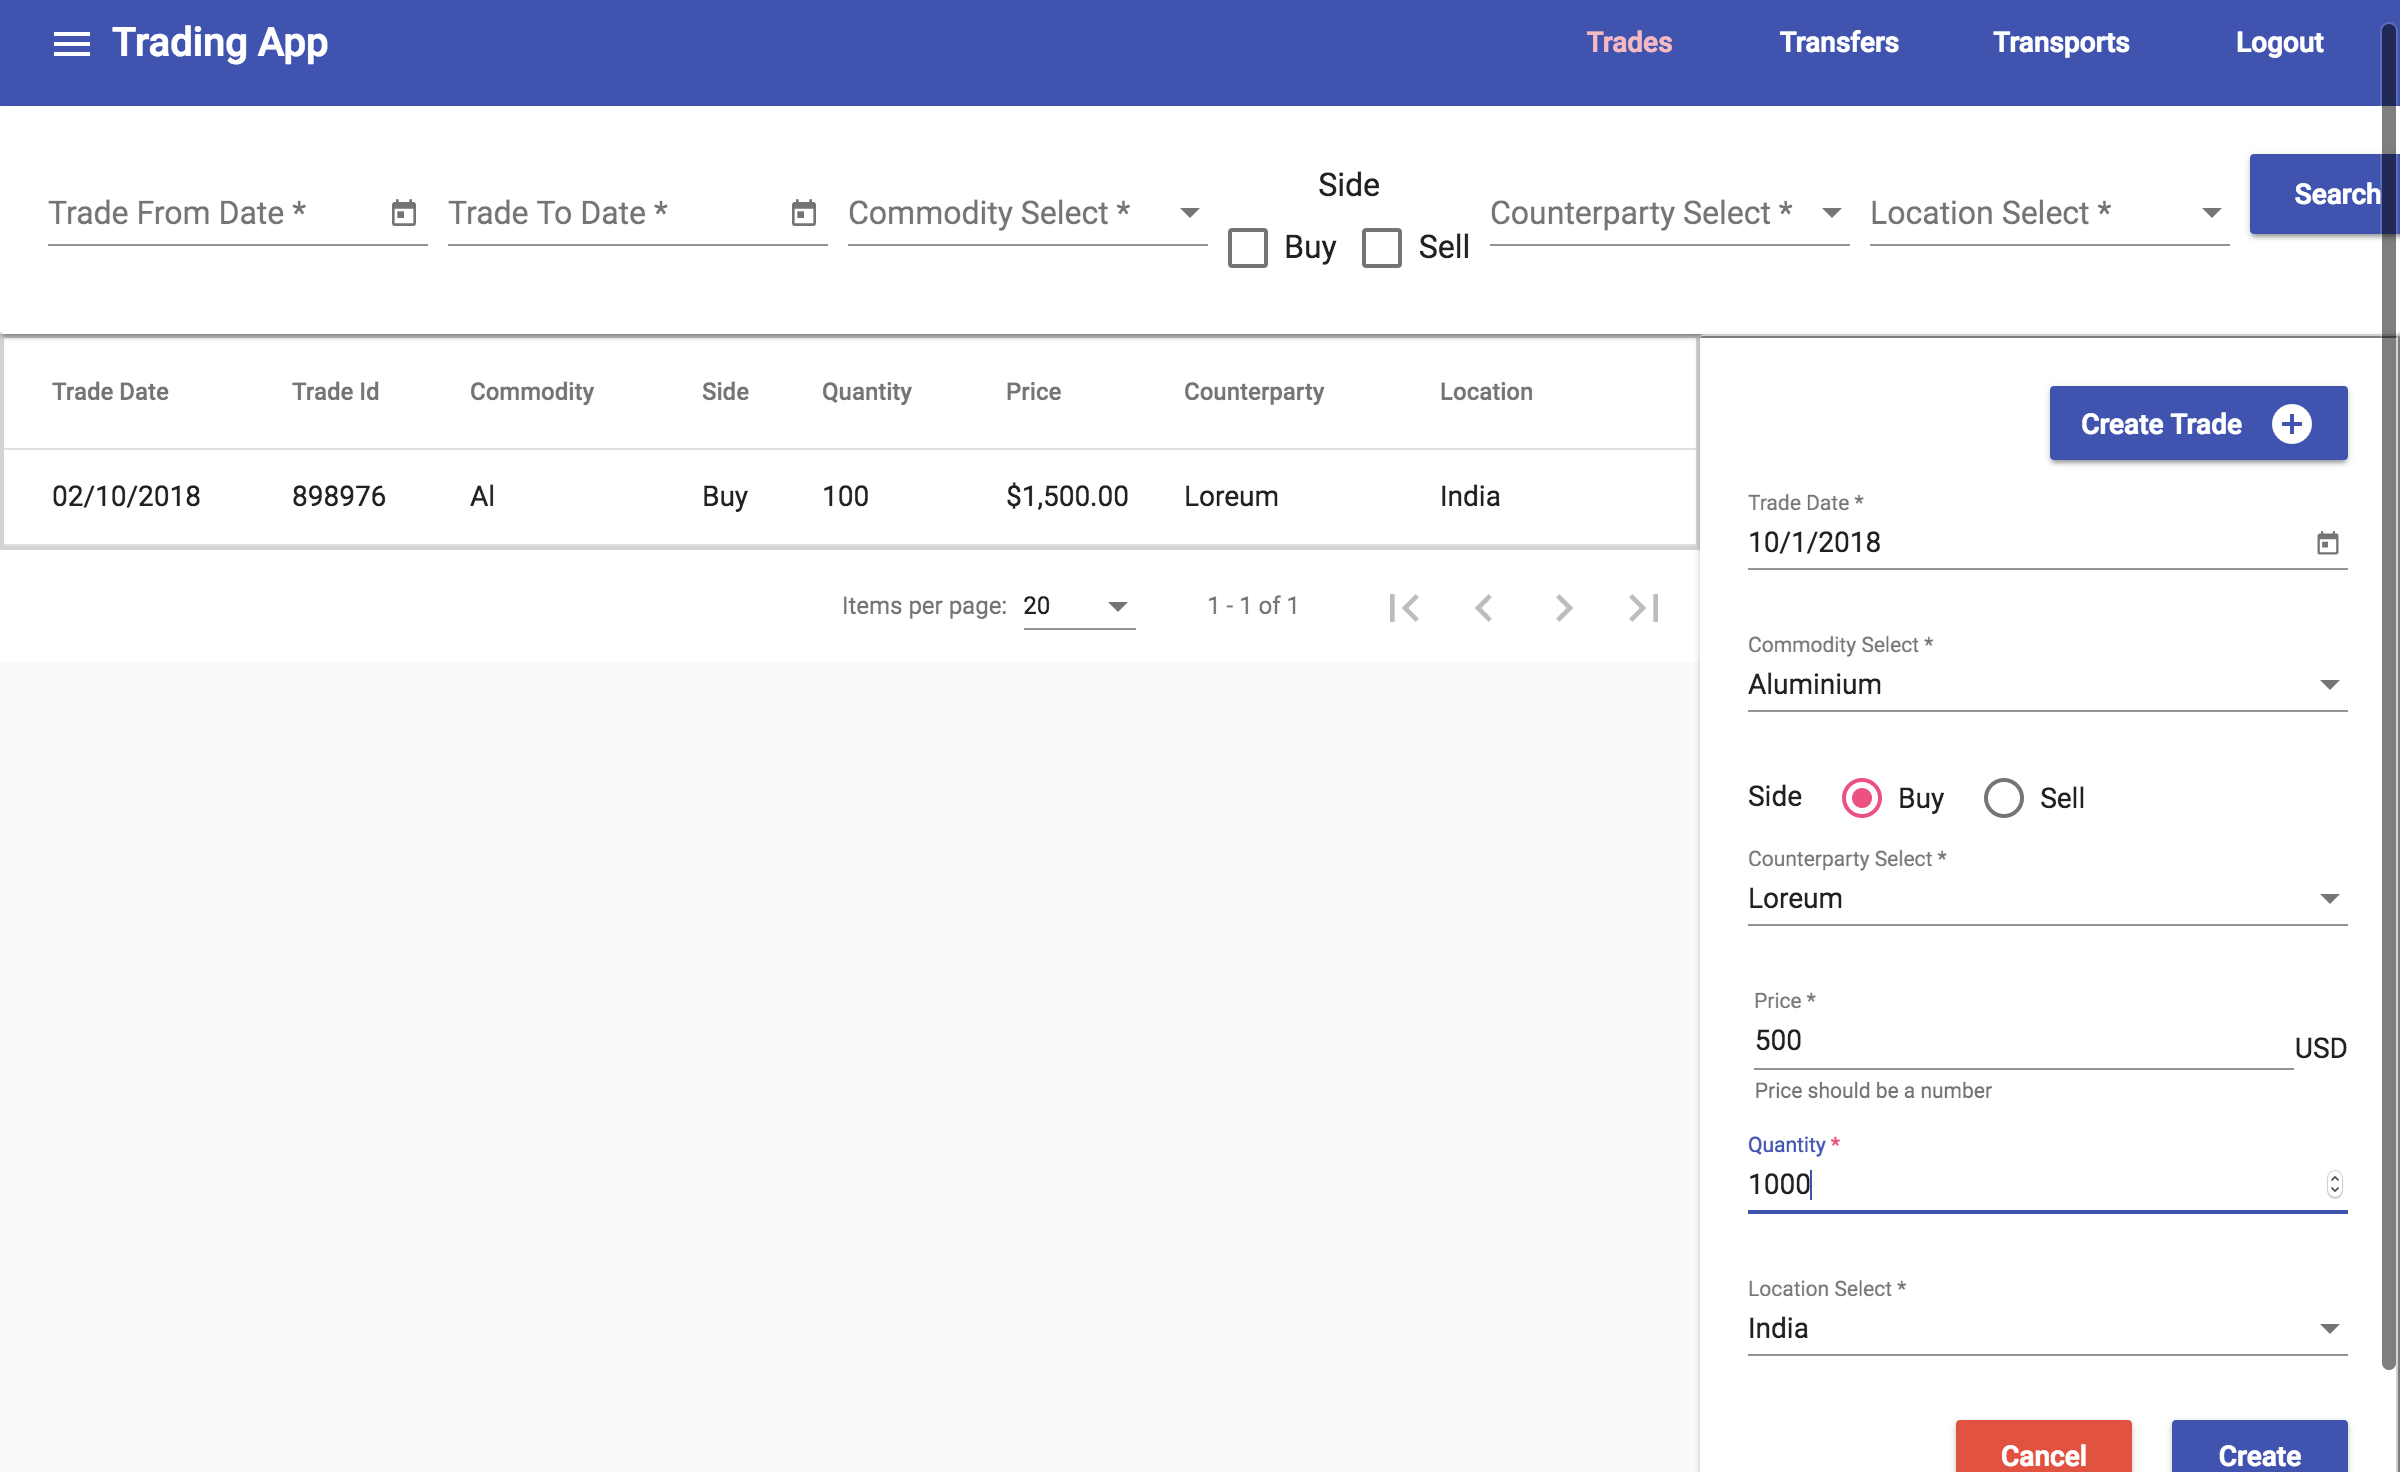 Trading App
Trades Transfers Transports Logout
Trade From Date *
Trade To Date *
Commodity Select *
Side
Buy Sell
Counterparty Select *
Location Select *
Search
Trade Date Trade Id Commodity Side Quantity Price Counterparty Location
02/10/2018 898976 Al Buy 100 $1,500.00 Loreum India
Items per page: 20 1 - 1 of 1
Create Trade
Trade Date *
10/1/2018
Commodity Select *
Aluminium
Side Buy Sell
Counterparty Select *
Loreum
Price *
500 USD
Price should be a number
Quantity *
1000
Location Select *
India
Cancel Create